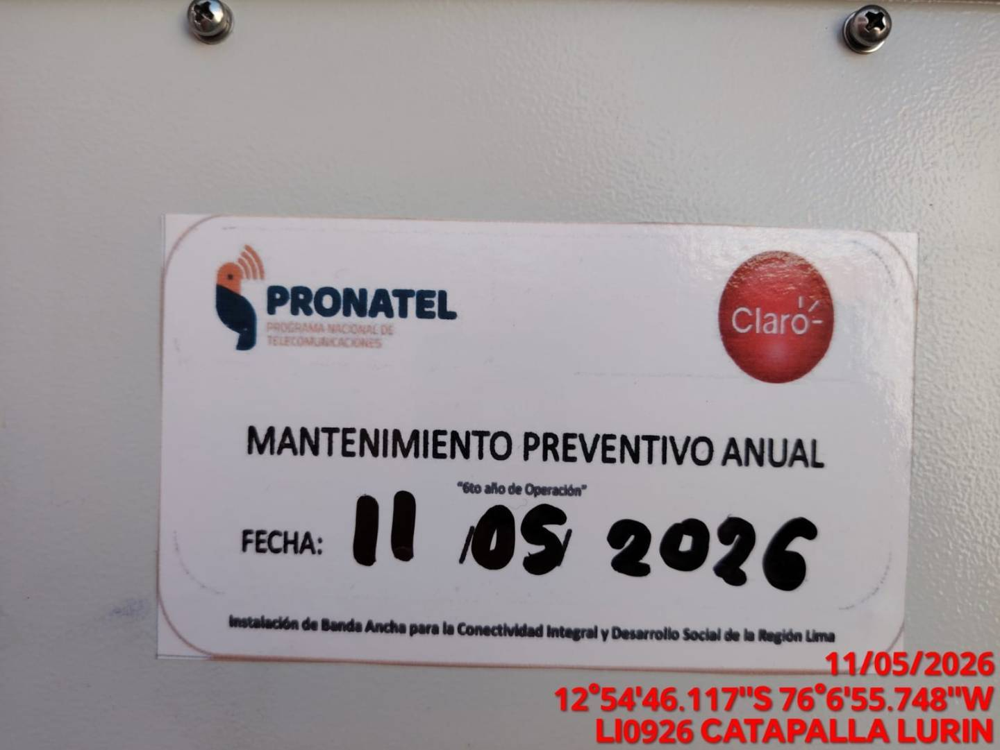 PRONATEL
PROGRAMA NACIONAL DE
TELECOMUNICACIONES
Claro
MANTENIMIENTO PREVENTIVO ANUAL
"6to año de Operación"
FECHA: 11 /05/ 2026
Instalación de Banda Ancha para la Conectividad Integral y Desarrollo Social de la Región Lima
11/05/2026
12°54'46.117"S 76°6'55.748"W
LI0926 CATAPALLA LURIN